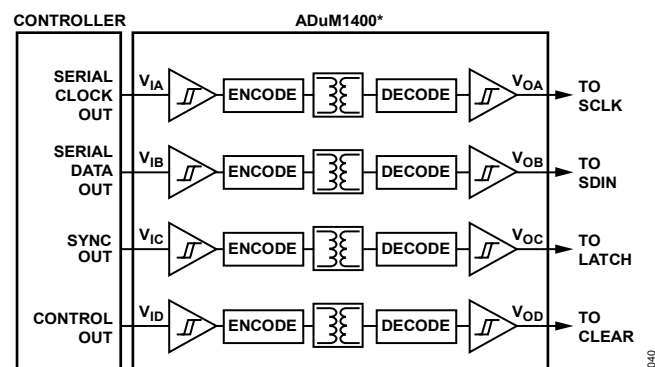 CONTROLLER
ADuM1400*
SERIAL
CLOCK
OUT
VIA
ENCODE
DECODE
VOA
TO
SCLK
SERIAL
DATA
OUT
VIB
ENCODE
DECODE
VOB
TO
SDIN
SYNC
OUT
VIC
ENCODE
DECODE
VOC
TO
LATCH
CONTROL
OUT
VID
ENCODE
DECODE
VOD
TO
CLEAR
040